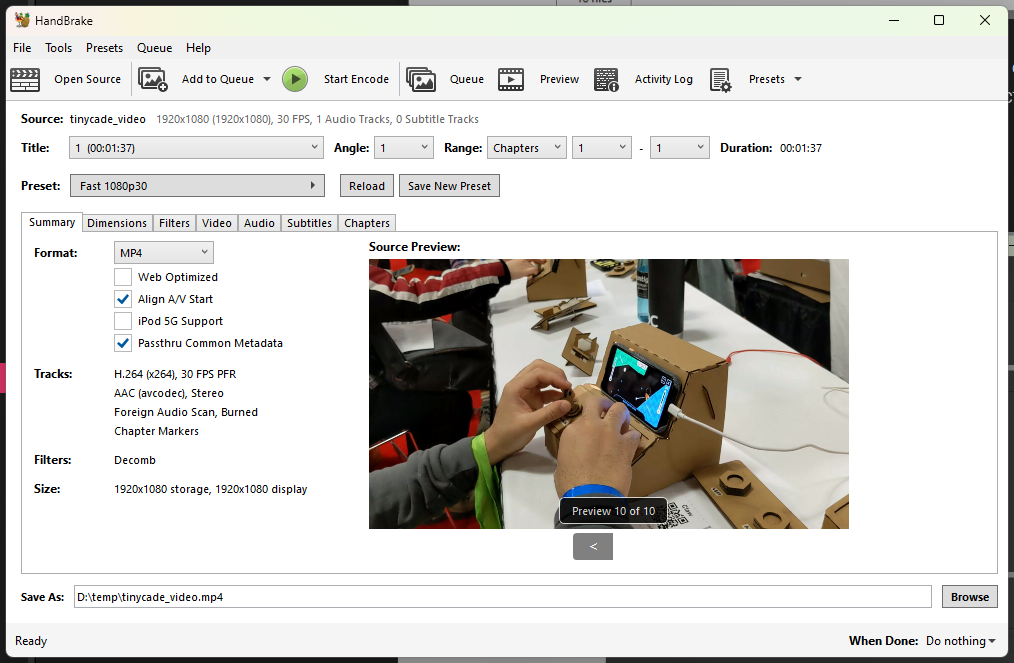 HandBrake
File Tools Presets Queue Help
Open Source Add to Queue Start Encode Queue Preview Activity Log Presets
Source: tinycade_video 1920x1080 (1920x1080), 30 FPS, 1 Audio Tracks, 0 Subtitle Tracks
Title: 1 (00:01:37) Angle: 1 Range: Chapters 1 - 1 Duration: 00:01:37
Preset: Fast 1080p30 Reload Save New Preset
Summary Dimensions Filters Video Audio Subtitles Chapters
Format: MP4
Source Preview:
Web Optimized
Align A/V Start
iPod 5G Support
Passthru Common Metadata
Tracks: H.264 (x264), 30 FPS PFR
AAC (avcodec), Stereo
Foreign Audio Scan, Burned
Chapter Markers
Filters: Decomb
Size: 1920x1080 storage, 1920x1080 display
Preview 10 of 10
<
Save As: D:\temp\tinycade_video.mp4 Browse
Ready When Done: Do nothing